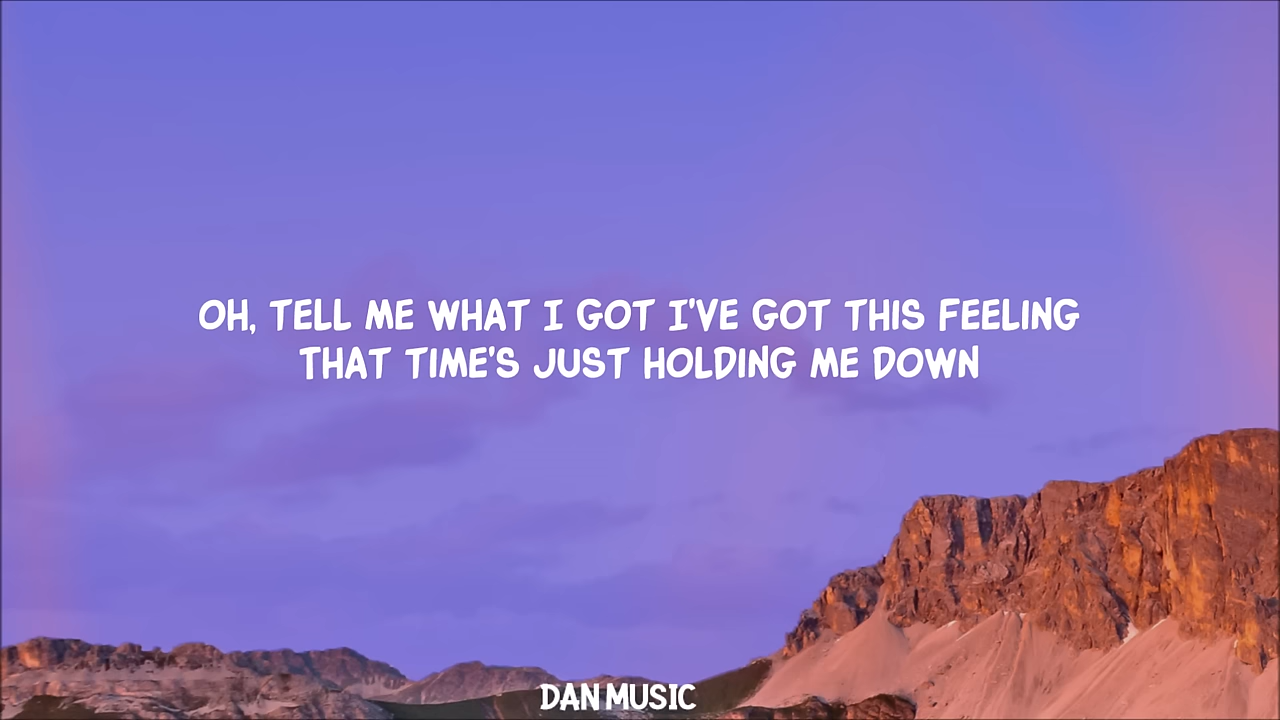 OH, TELL ME WHAT I GOT I'VE GOT THIS FEELING
THAT TIME'S JUST HOLDING ME DOWN
DAN MUSIC